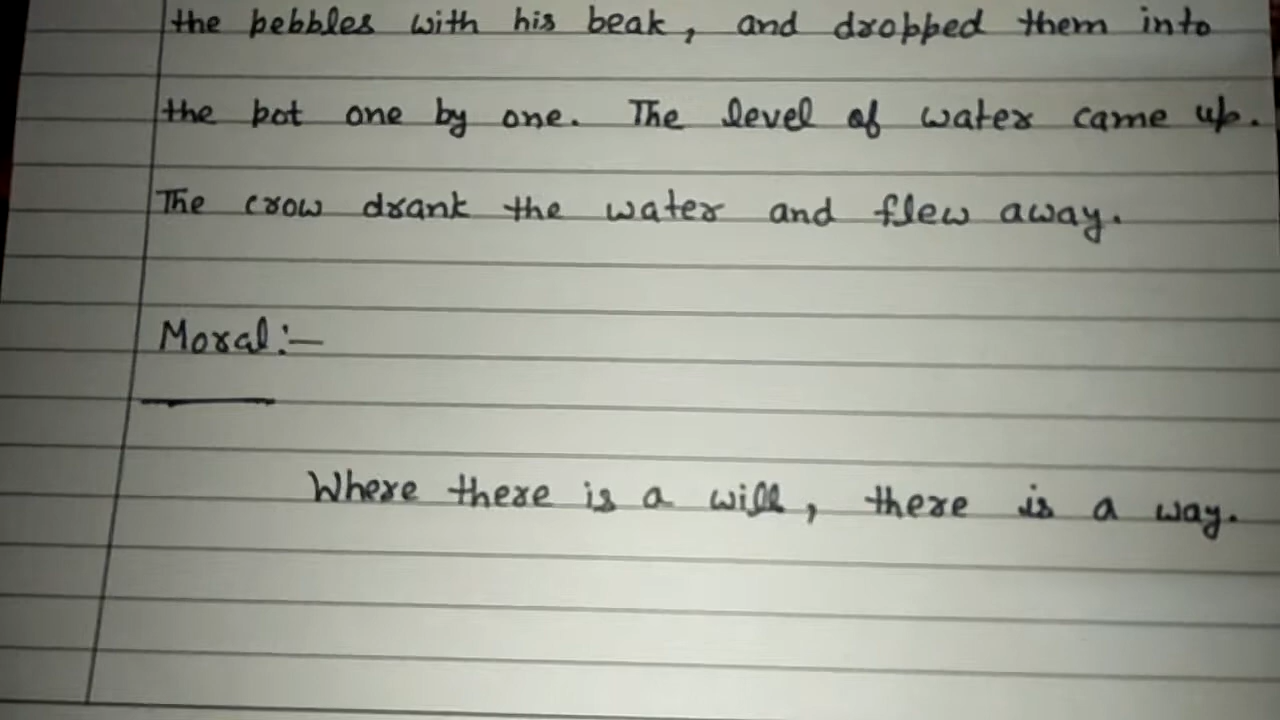 the pebbles with his beak, and dropped them into
the pot one by one. The level of water came up.
The crow drank the water and flew away.
Moral:-
Where there is a will, there is a way.